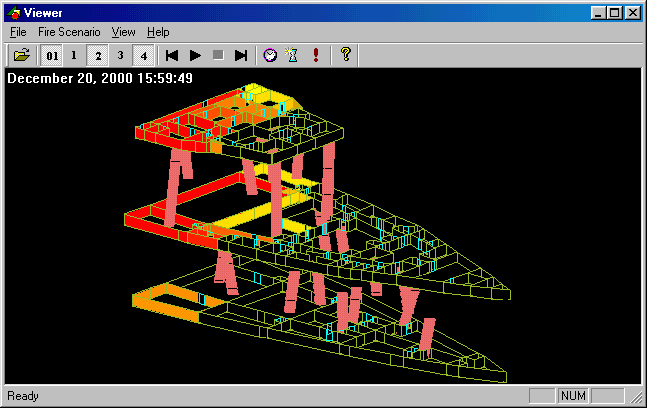 Viewer
File Fire Scenario View Help
01 1 2 3 4 ?
December 20, 2000 15:59:49
Ready NUM